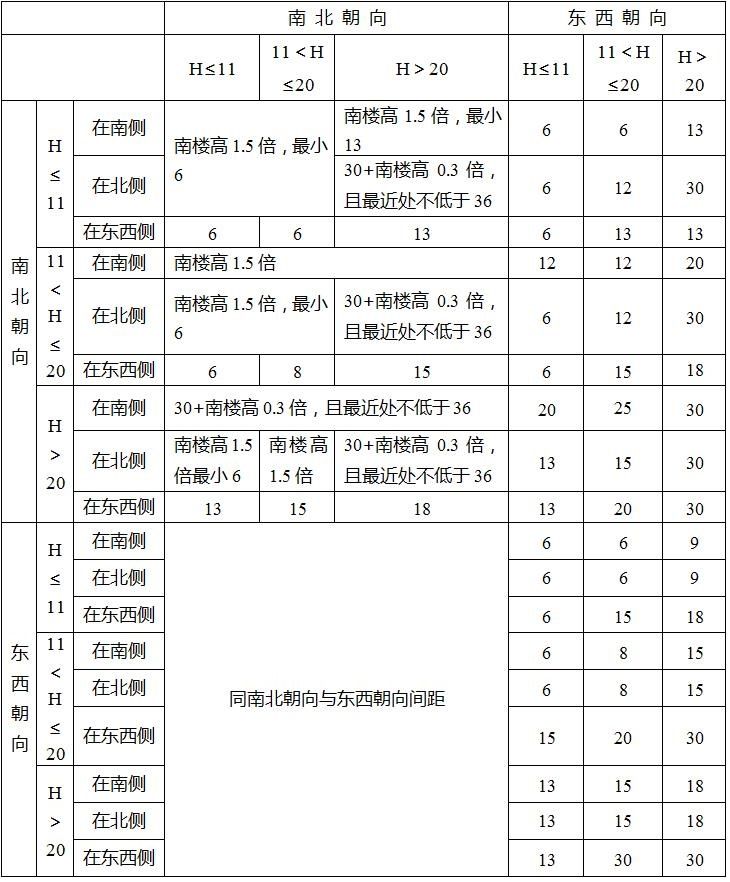 南北朝向 东西朝向
H≤11 11＜H≤20 H＞20 H≤11 11＜H≤20 H＞20
南北朝向
H≤11
在南侧 南楼高1.5倍，最小6 南楼高1.5倍，最小13 6 6 13
在北侧 30+南楼高0.3倍，且最近处不低于36 6 12 30
在东西侧 6 6 13 6 13 13
11＜H≤20
在南侧 南楼高1.5倍 12 12 20
在北侧 南楼高1.5倍，最小6 30+南楼高0.3倍，且最近处不低于36 6 12 30
在东西侧 6 8 15 6 15 18
H＞20
在南侧 30+南楼高0.3倍，且最近处不低于36 20 25 30
在北侧 南楼高1.5倍最小6 南楼高1.5倍 30+南楼高0.3倍，且最近处不低于36 13 15 30
在东西侧 13 15 18 13 20 30
东西朝向
同南北朝向与东西朝向间距
H≤11
在南侧 6 6 9
在北侧 6 6 9
在东西侧 6 15 18
11＜H≤20
在南侧 6 8 15
在北侧 6 8 15
在东西侧 15 20 30
H＞20
在南侧 13 15 18
在北侧 13 15 18
在东西侧 13 30 30